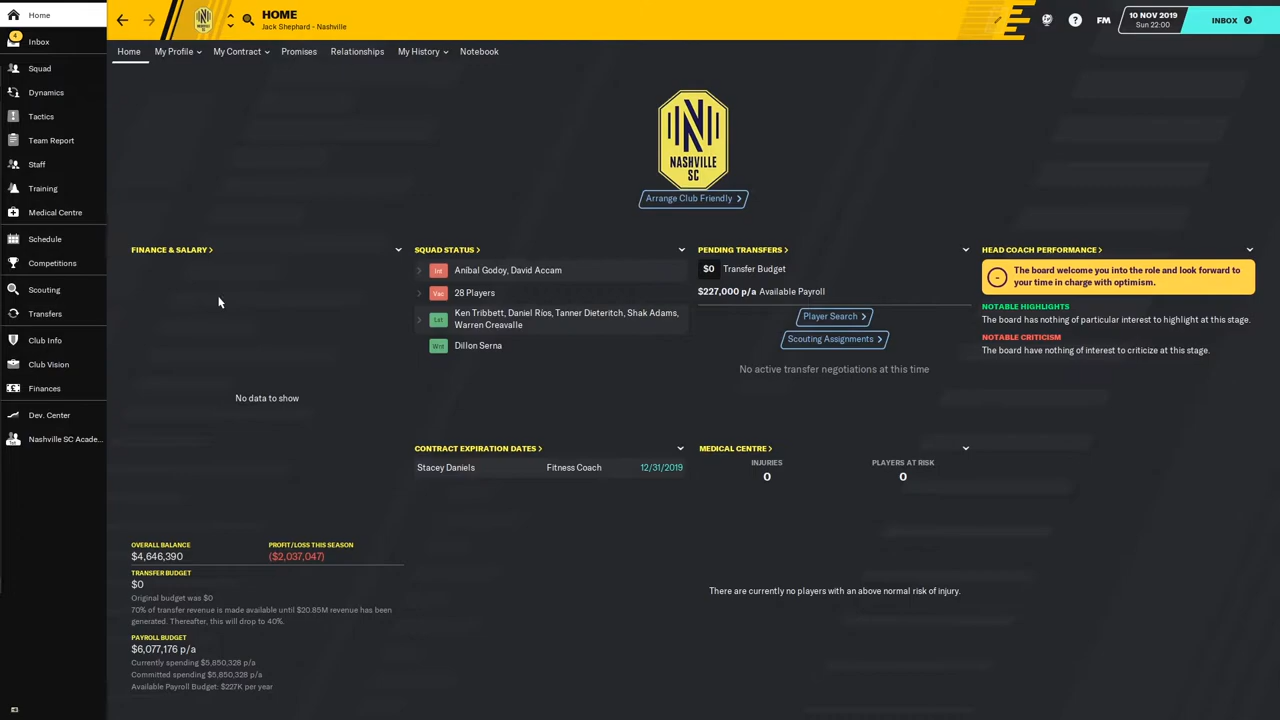 Home
4
Inbox
Squad
Dynamics
Tactics
Team Report
Staff
Training
Medical Centre
Schedule
Competitions
Scouting
Transfers
Club Info
Club Vision
Finances
Dev. Center
Nashville SC Acade...
HOME
Jack Shephard - Nashville
?
FM
10 NOV 2019
Sun 22:00
INBOX
Home
My Profile
My Contract
Promises
Relationships
My History
Notebook
N
NASHVILLE
SC
Arrange Club Friendly
FINANCE & SALARY
No data to show
OVERALL BALANCE
$4,646,390
PROFIT/LOSS THIS SEASON
($2,037,047)
TRANSFER BUDGET
$0
Original budget was $0
70% of transfer revenue is made available until $20.85M revenue has been
generated. Thereafter, this will drop to 40%.
PAYROLL BUDGET
$6,077,176 p/a
Currently spending $5,850,328 p/a
Committed spending $5,850,328 p/a
Available Payroll Budget: $227K per year
SQUAD STATUS
Int Aníbal Godoy, David Accam
Vac 28 Players
Lst Ken Tribbett, Daniel Ríos, Tanner Dieteritch, Shak Adams,
Warren Creavalle
Wnt Dillon Serna
CONTRACT EXPIRATION DATES
Stacey Daniels Fitness Coach 12/31/2019
PENDING TRANSFERS
$0 Transfer Budget
$227,000 p/a Available Payroll
Player Search
Scouting Assignments
No active transfer negotiations at this time
MEDICAL CENTRE
INJURIES
0
PLAYERS AT RISK
0
There are currently no players with an above normal risk of injury.
HEAD COACH PERFORMANCE
The board welcome you into the role and look forward to
your time in charge with optimism.
NOTABLE HIGHLIGHTS
The board has nothing of particular interest to highlight at this stage.
NOTABLE CRITICISM
The board have nothing of interest to criticize at this stage.